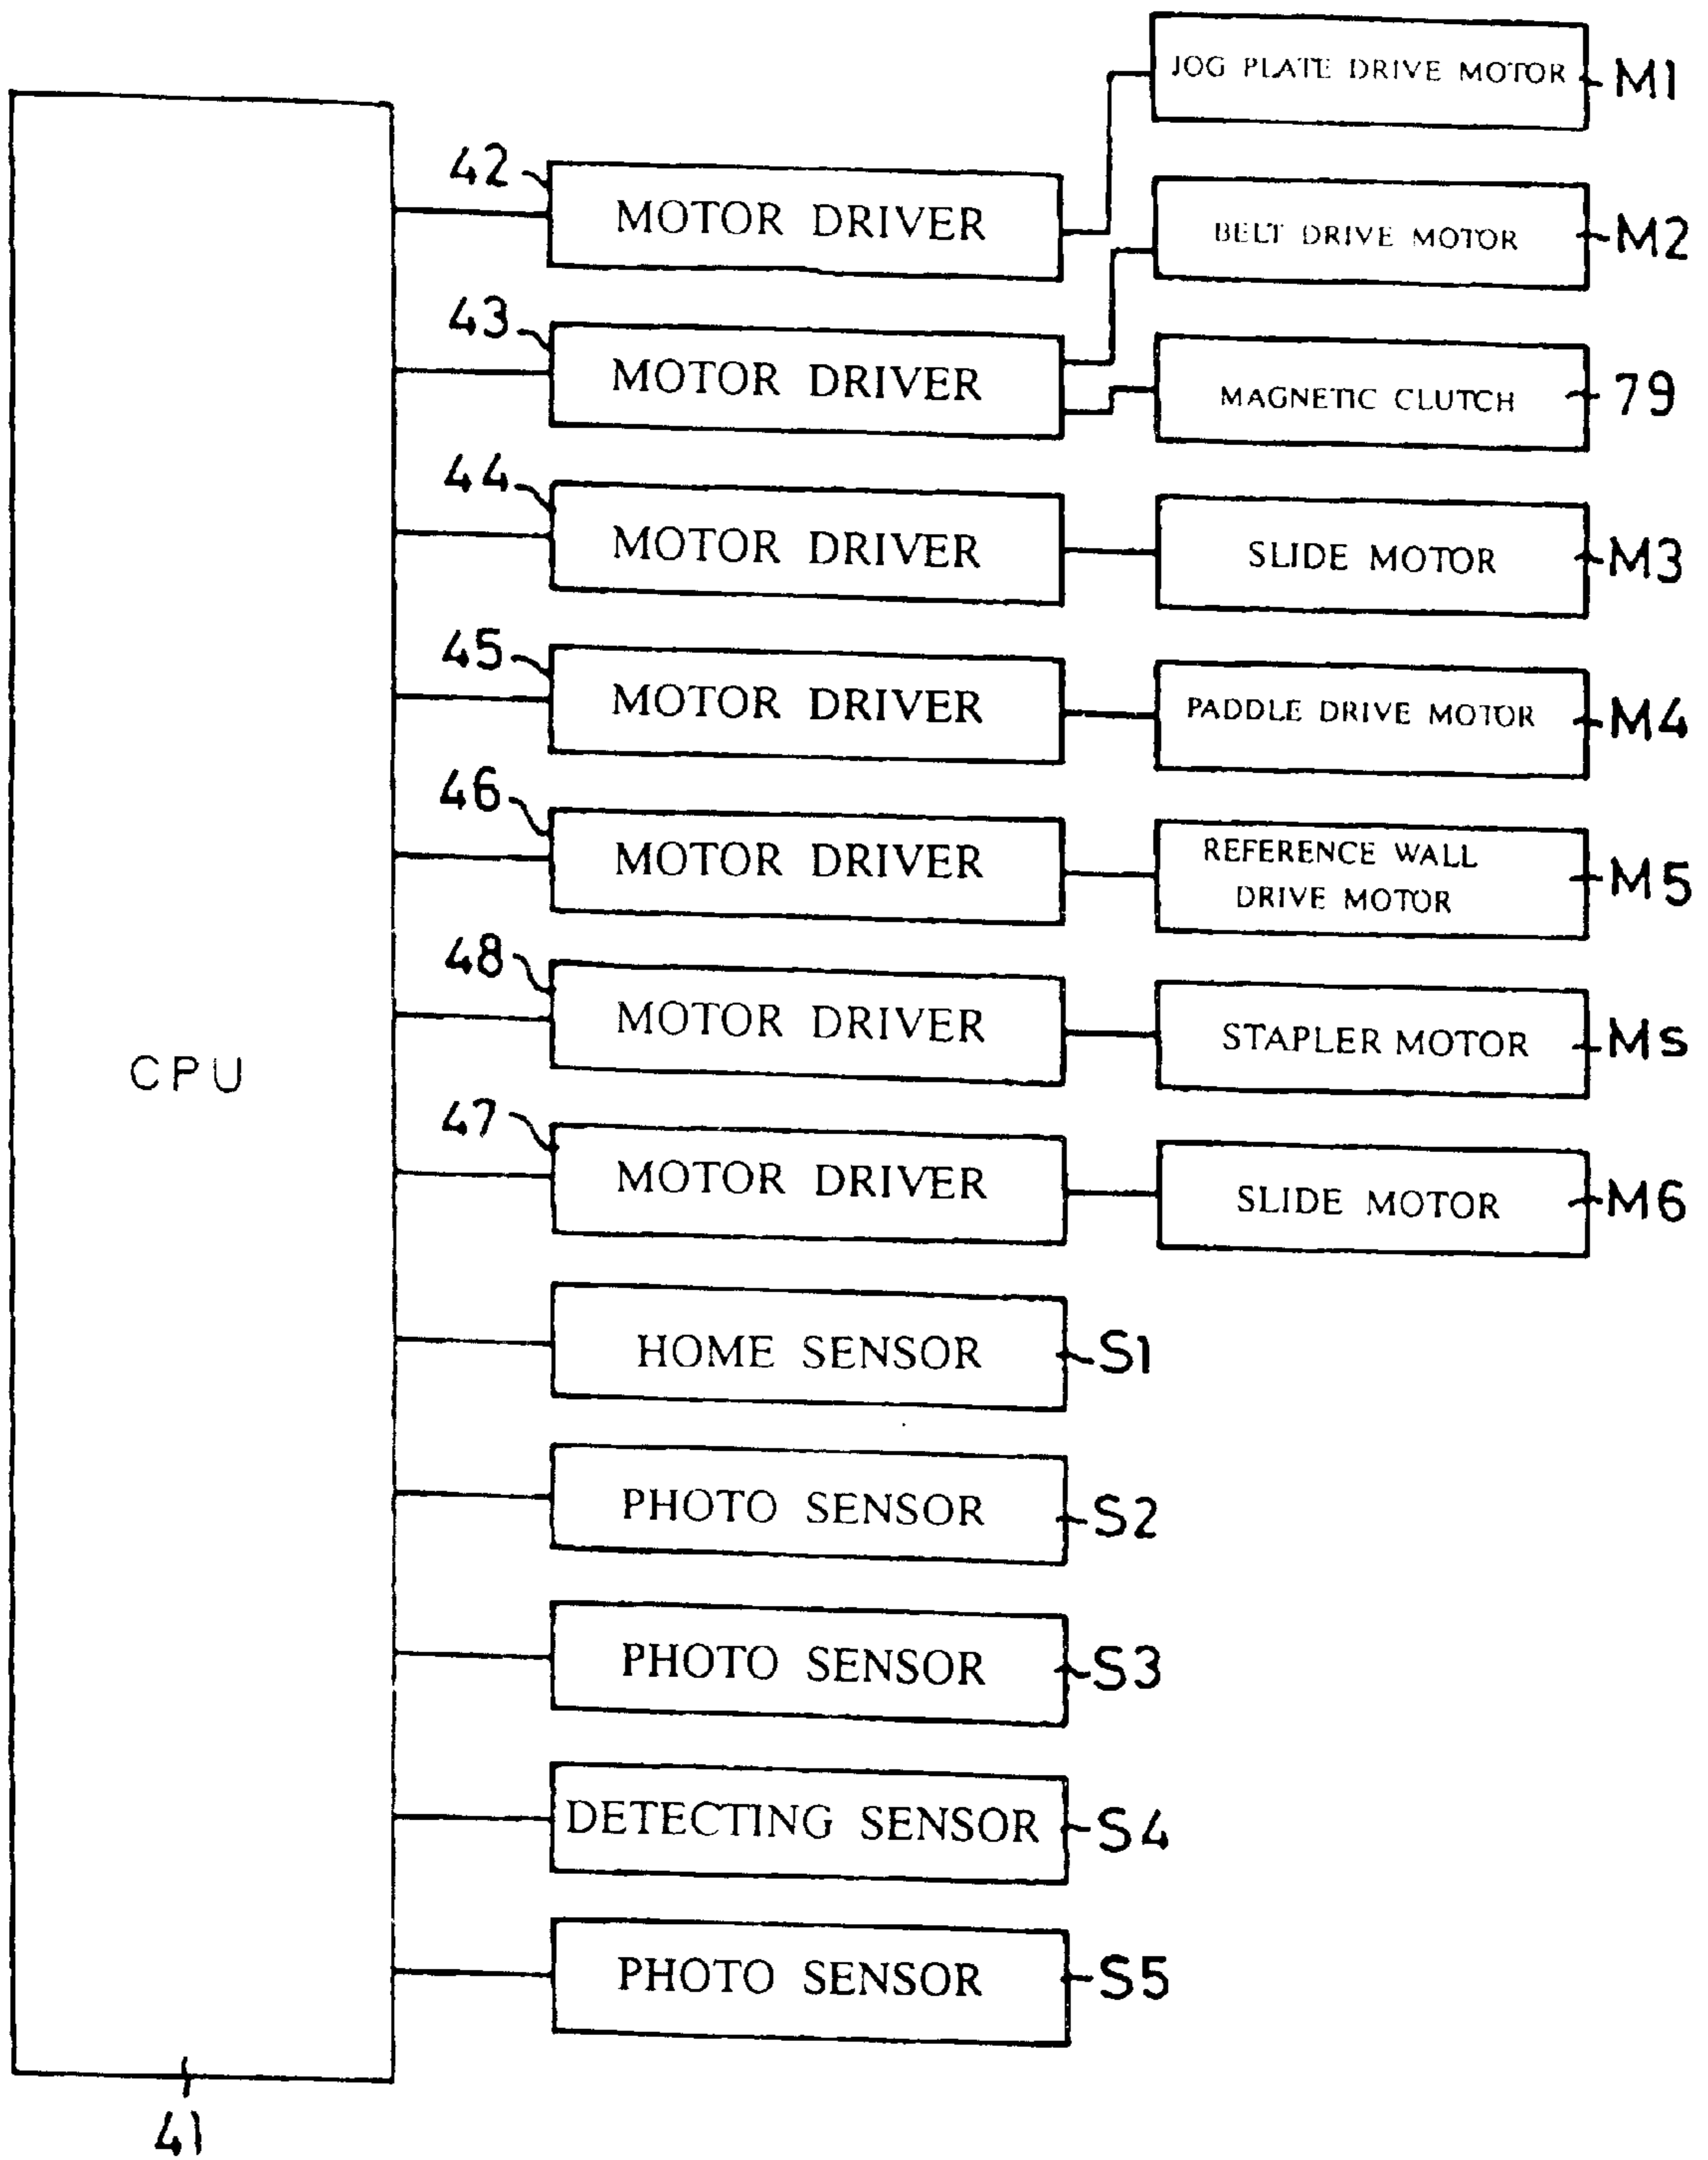 JOG PLATE DRIVE MOTOR M1
42 MOTOR DRIVER
BELT DRIVE MOTOR M2
43 MOTOR DRIVER
MAGNETIC CLUTCH 79
44 MOTOR DRIVER SLIDE MOTOR M3
45 MOTOR DRIVER PADDLE DRIVE MOTOR M4
46 MOTOR DRIVER REFERENCE WALL
DRIVE MOTOR M5
48 MOTOR DRIVER STAPLER MOTOR Ms
CPU
47 MOTOR DRIVER SLIDE MOTOR M6
HOME SENSOR S1
PHOTO SENSOR S2
PHOTO SENSOR S3
DETECTING SENSOR S4
PHOTO SENSOR S5
41